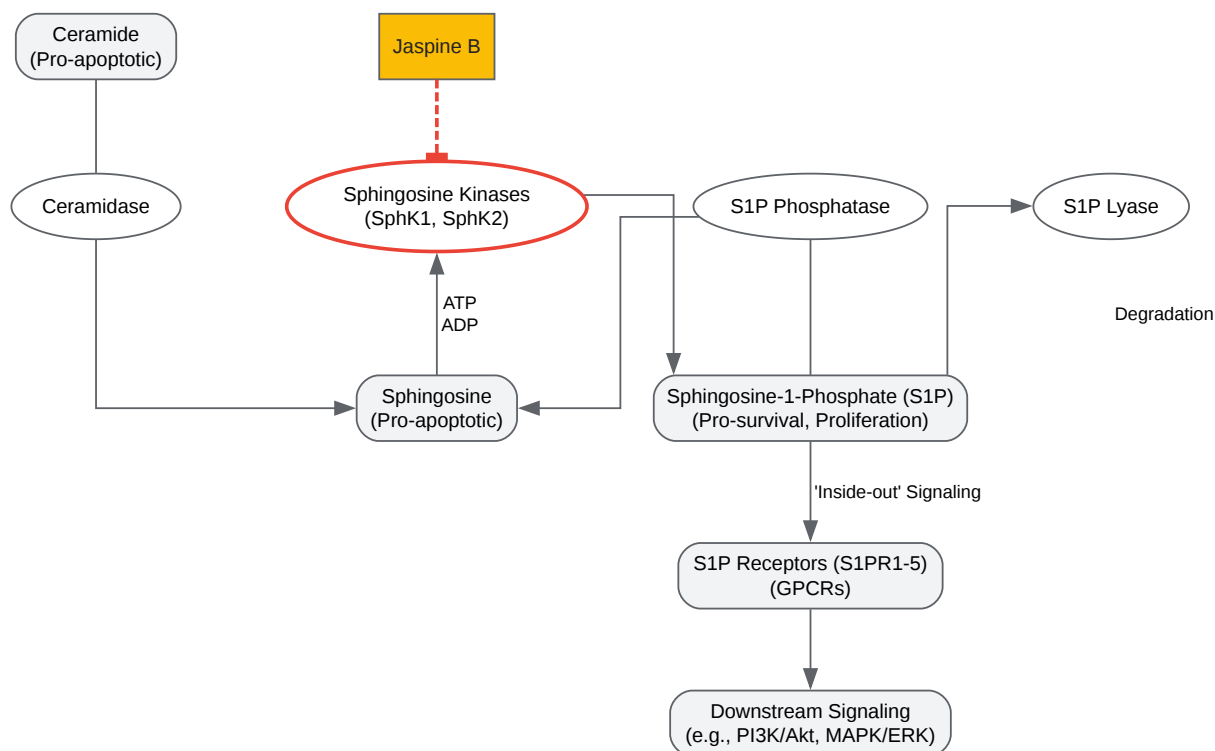 Ceramide
(Pro-apoptotic)
Jaspine B
Ceramidase
Sphingosine Kinases
(SphK1, SphK2)
S1P Phosphatase
S1P Lyase
ATP
ADP
Degradation
Sphingosine
(Pro-apoptotic)
Sphingosine-1-Phosphate (S1P)
(Pro-survival, Proliferation)
'Inside-out' Signaling
S1P Receptors (S1PR1-5)
(GPCRs)
Downstream Signaling
(e.g., PI3K/Akt, MAPK/ERK)